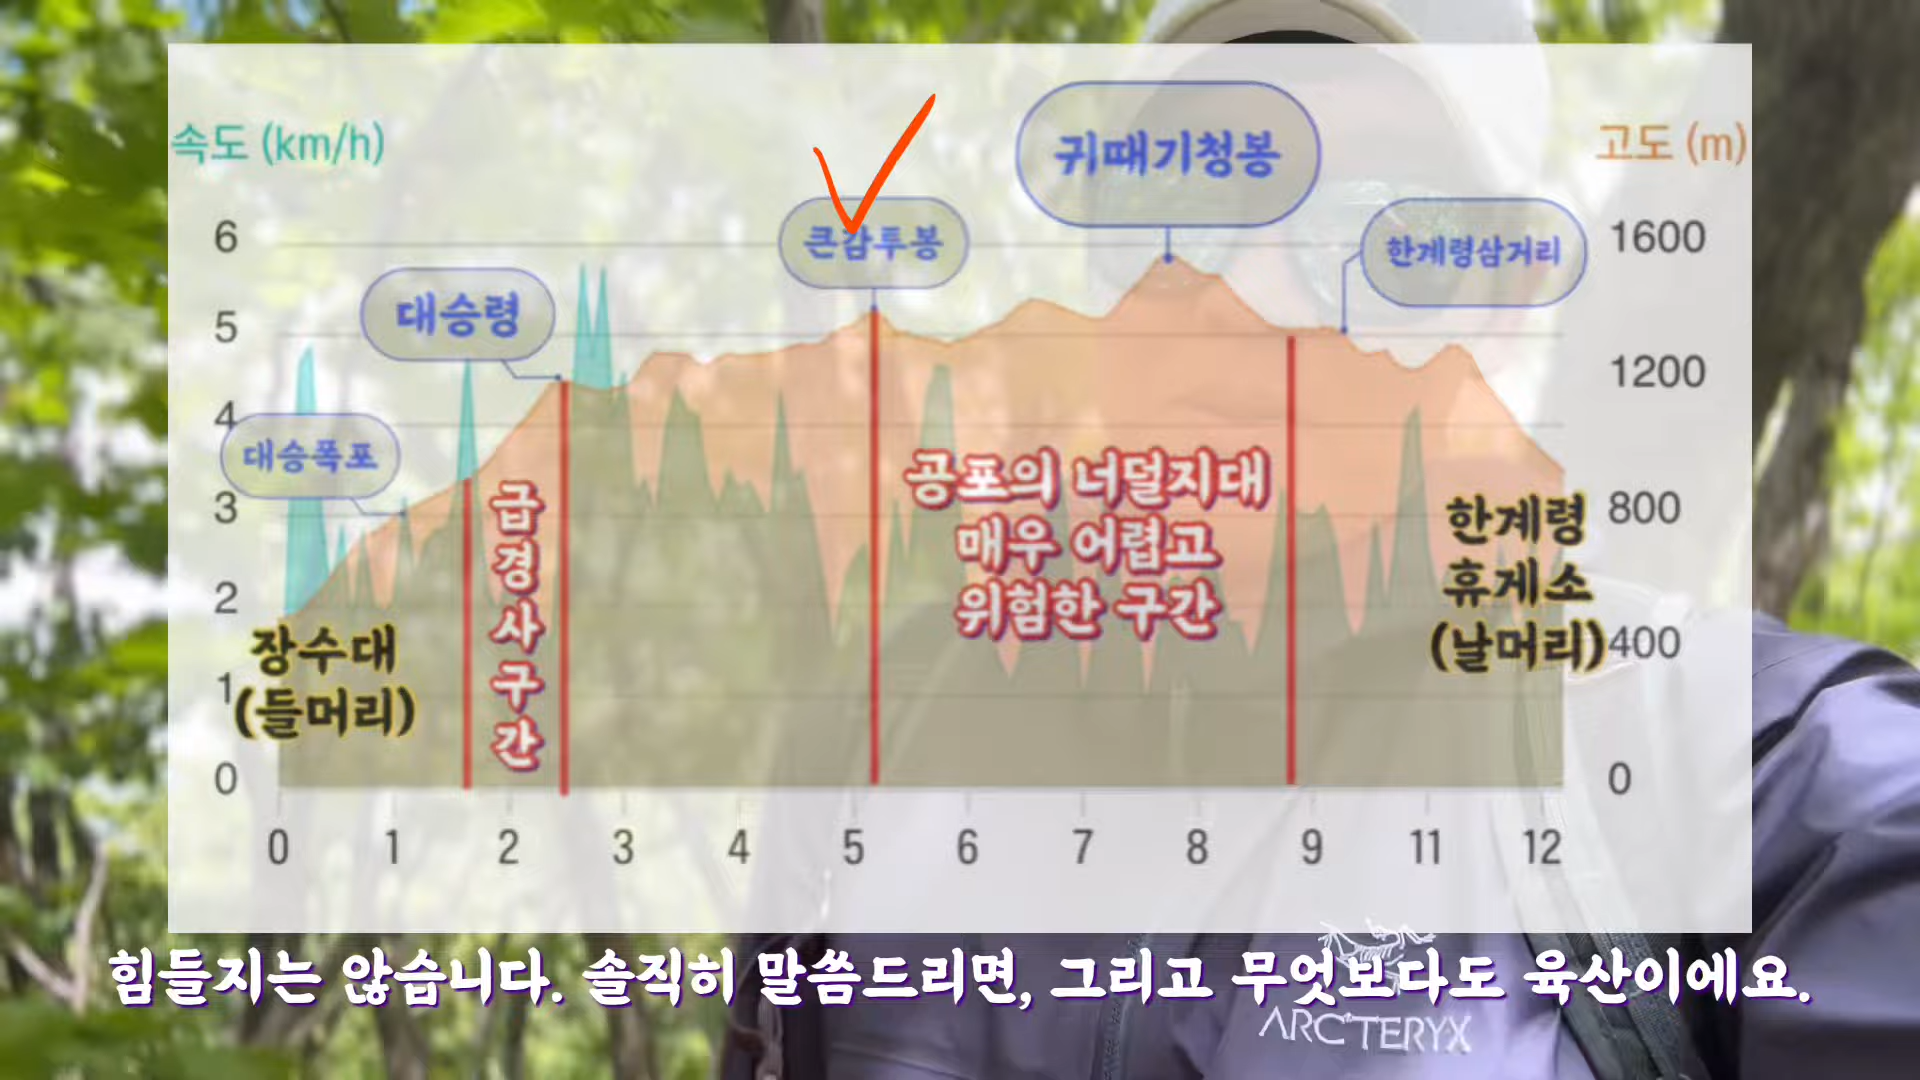 속도 (km/h)
고도 (m)
귀때기청봉
큰감투봉
한계령삼거리
대승령
대승폭포
6
5
4
3
2
1
0
1600
1200
800
400
0
급
경
사
구
간
공포의 너덜지대
매우 어렵고
위험한 구간
장수대
(들머리)
한계령
휴게소
(날머리)
0 1 2 3 4 5 6 7 8 9 11 12
힘들지는 않습니다. 솔직히 말씀드리면, 그리고 무엇보다도 육산이에요.
ARC'TERYX